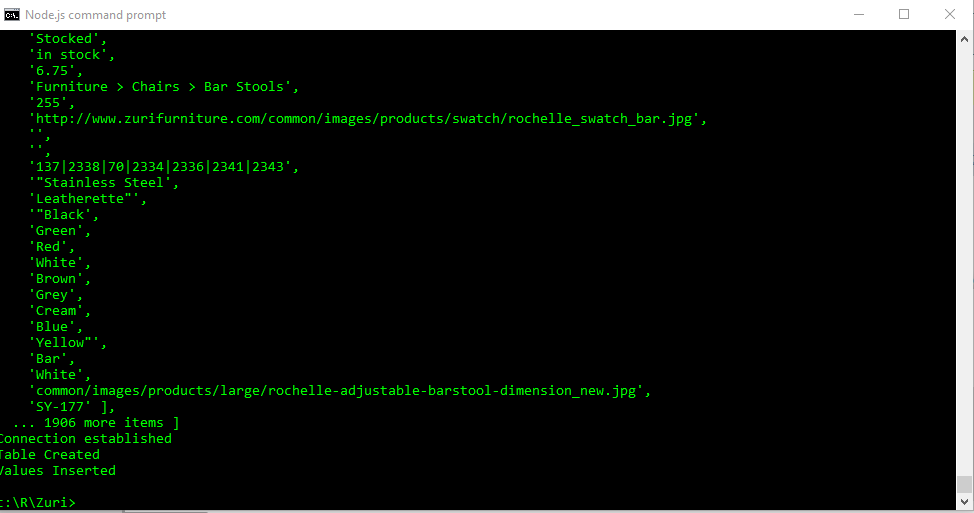 Node.js command prompt
'Stocked',
'in stock',
'6.75',
'Furniture > Chairs > Bar Stools',
'255',
'http://www.zurifurniture.com/common/images/products/swatch/rochelle_swatch_bar.jpg',
'',
'',
'137|2338|70|2334|2336|2341|2343',
'"Stainless Steel',
'Leatherette"',
'"Black',
'Green',
'Red',
'White',
'Brown',
'Grey',
'Cream',
'Blue',
'Yellow"',
'Bar',
'White',
'common/images/products/large/rochelle-adjustable-barstool-dimension_new.jpg',
'SY-177' ],
... 1906 more items ]
Connection established
Table Created
Values Inserted
c:\R\Zuri>